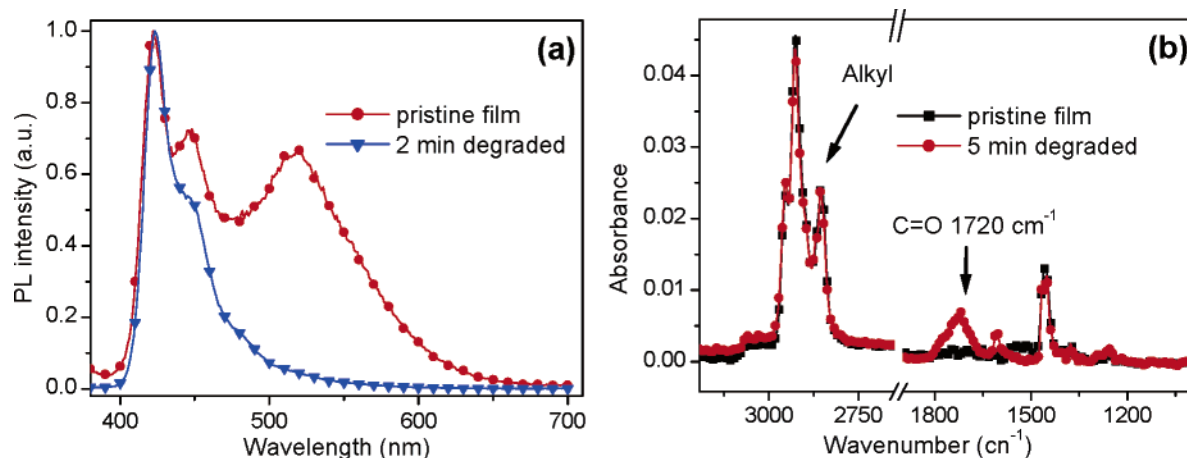 (a)
pristine film
2 min degraded
PL intensity (a.u.)
1.0
0.8
0.6
0.4
0.2
0.0
400 500 600 700
Wavelength (nm)
(b)
Alkyl
pristine film
5 min degraded
C=O 1720 cm⁻¹
Absorbance
0.04
0.03
0.02
0.01
0.00
3000 2750 1800 1500 1200
Wavenumber (cn⁻¹)